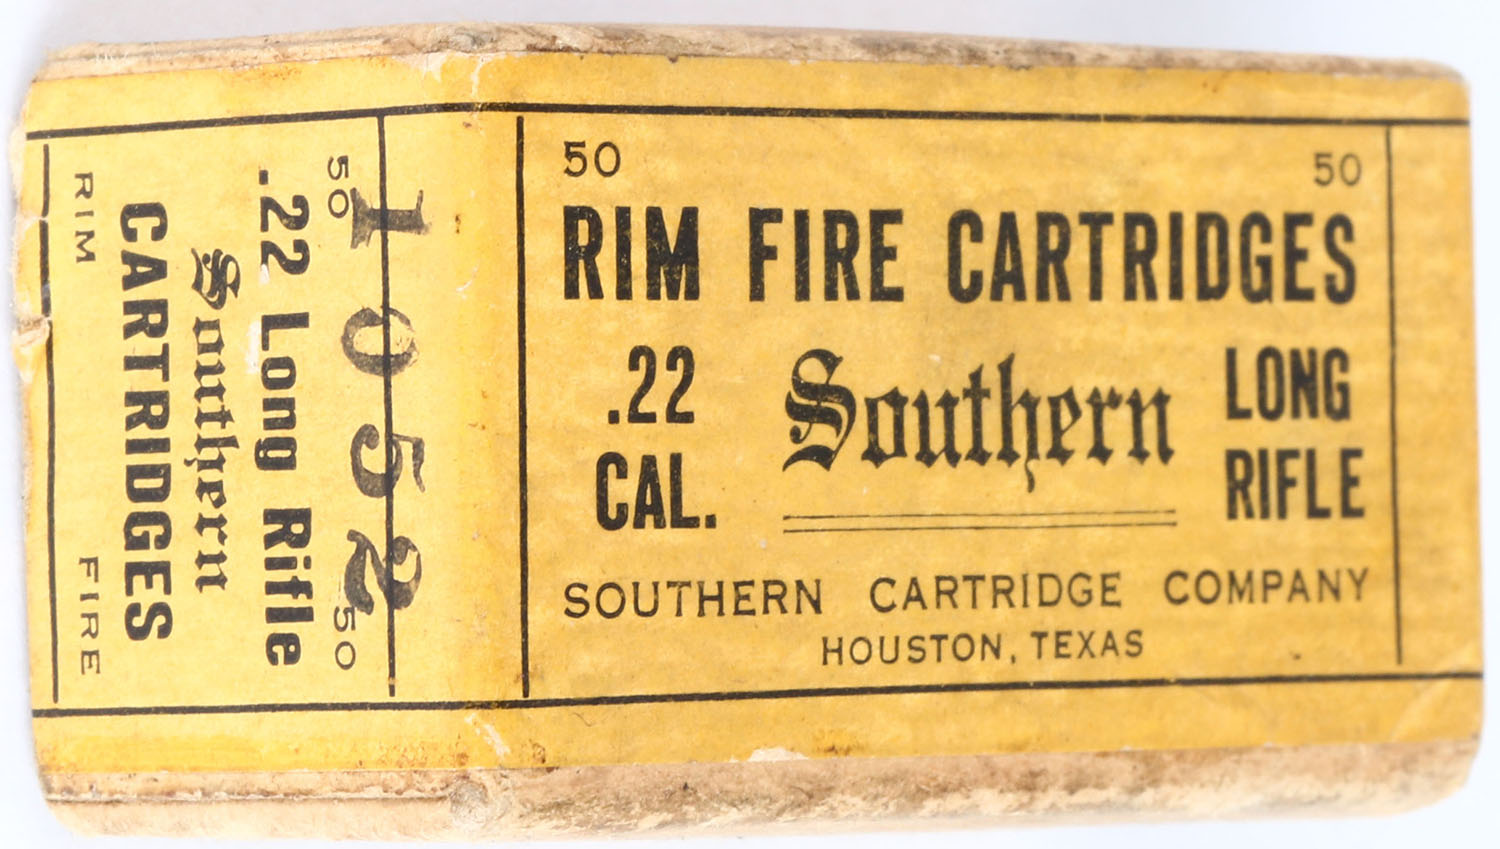 50 50
RIM FIRE CARTRIDGES
.22 CAL.
Southern
LONG RIFLE
SOUTHERN CARTRIDGE COMPANY
HOUSTON, TEXAS
1052
50 50
.22 Long Rifle
Southern
CARTRIDGES
RIM FIRE